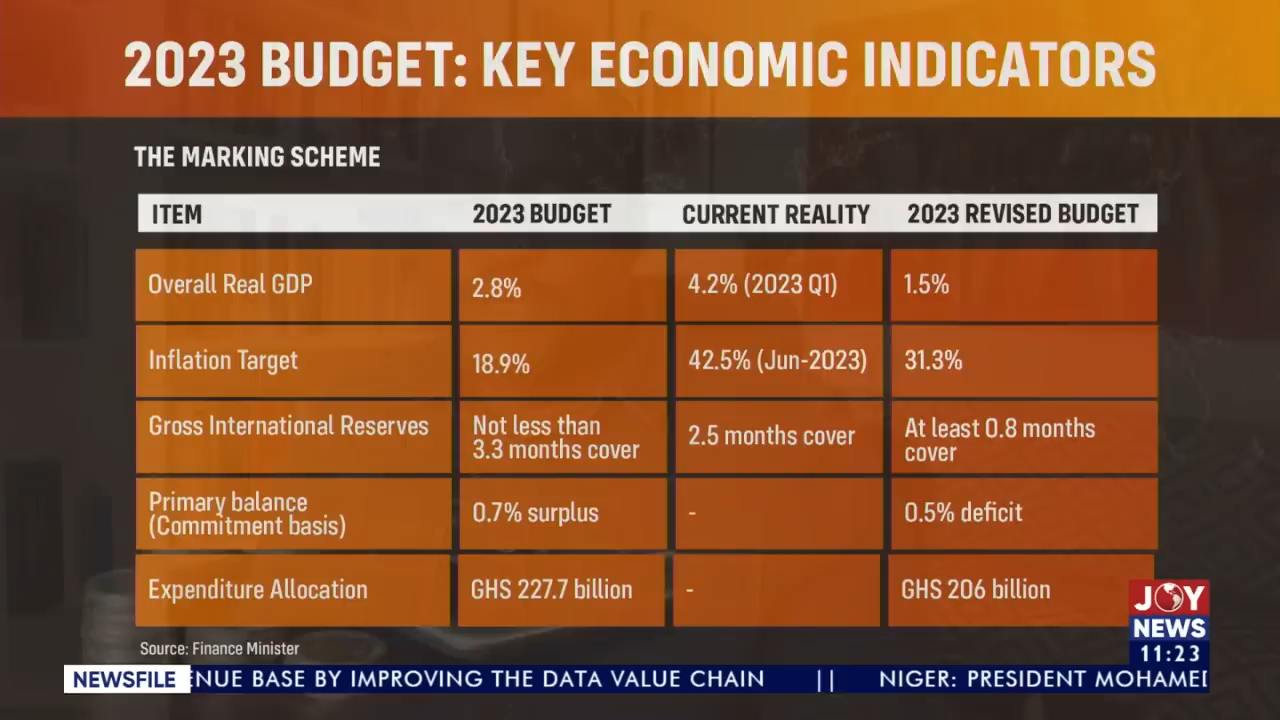 2023 BUDGET: KEY ECONOMIC INDICATORS
THE MARKING SCHEME
ITEM 2023 BUDGET CURRENT REALITY 2023 REVISED BUDGET
Overall Real GDP 2.8% 4.2% (2023 Q1) 1.5%
Inflation Target 18.9% 42.5% (Jun-2023) 31.3%
Gross International Reserves
Not less than
3.3 months cover
2.5 months cover
At least 0.8 months
cover
Primary balance
(Commitment basis)
0.7% surplus - 0.5% deficit
Expenditure Allocation GHS 227.7 billion - GHS 206 billion
Source: Finance Minister
JOY
NEWS
11:23
NEWSFILE ENUE BASE BY IMPROVING THE DATA VALUE CHAIN || NIGER: PRESIDENT MOHAMED